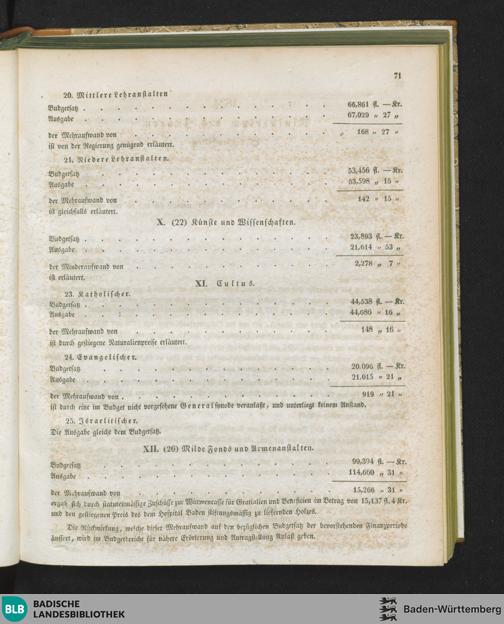 71
20. Mittlere Lehranstalten
Budgetsatz . . . . . . . . . . . . . 66,861 fl. — Kr.
Ausgabe . . . . . . . . . . . . . 67,029 „ 27 „
der Mehraufwand von . . . . . . . . . . . 168 „ 27 „
ist von der Regierung genügend erläutert.
21. Niedere Lehranstalten.
Budgetsatz . . . . . . . . . . . . . 53,456 fl. — Kr.
Ausgabe . . . . . . . . . . . . . 53,598 „ 15 „
der Mehraufwand von . . . . . . . . . . . 142 „ 15 „
ist gleichfalls erläutert.
X. (22) Künste und Wissenschaften.
Budgetsatz . . . . . . . . . . . . . 23,893 fl. — Kr.
Ausgabe . . . . . . . . . . . . . 21,614 „ 53 „
der Minderaufwand von . . . . . . . . . . . 2,278 „ 7 „
ist erläutert.
XI. Cultus.
23. Katholischer.
Budgetsatz . . . . . . . . . . . . . 44,538 fl. — Kr.
Ausgabe . . . . . . . . . . . . . 44,686 „ 16 „
der Mehraufwand von . . . . . . . . . . . 148 „ 16 „
ist durch gestiegene Naturalienpreise erläutert.
24. Evangelischer.
Budgetsatz . . . . . . . . . . . . . 20,096 fl. — Kr.
Ausgabe . . . . . . . . . . . . . 21,015 „ 21 „
der Mehraufwand von . . . . . . . . . . . 919 „ 21 „
ist durch eine im Budget nicht vorgesehene Generalsynode veranlaßt, und unterliegt keinem Anstand.
25. Israelitischer.
Die Ausgabe gleicht dem Budgetsatz.
XII. (26) Milde Fonds und Armenanstalten.
Budgetsatz . . . . . . . . . . . . . 99,394 fl. — Kr.
Ausgabe . . . . . . . . . . . . . 114,660 „ 31 „
der Mehraufwand von . . . . . . . . . . . 15,266 „ 31 „
ergab sich durch statutenmäßige Zuschüsse zur Wittwencasse für Gratialien und Beneficien im Betrag von 15,137 fl. 4 Kr.
und den gestiegenen Preis des dem Hospital Baden stiftungsmäßig zu liefernden Holzes.
Die Rückwirkung, welche dieser Mehraufwand auf den bezüglichen Budgetsatz der bevorstehenden Finanzperiode
äussert, wird im Budgetbericht für nähere Erörterung und Antragstellung Anlaß geben.
BLB BADISCHE
LANDESBIBLIOTHEK
Baden-Württemberg